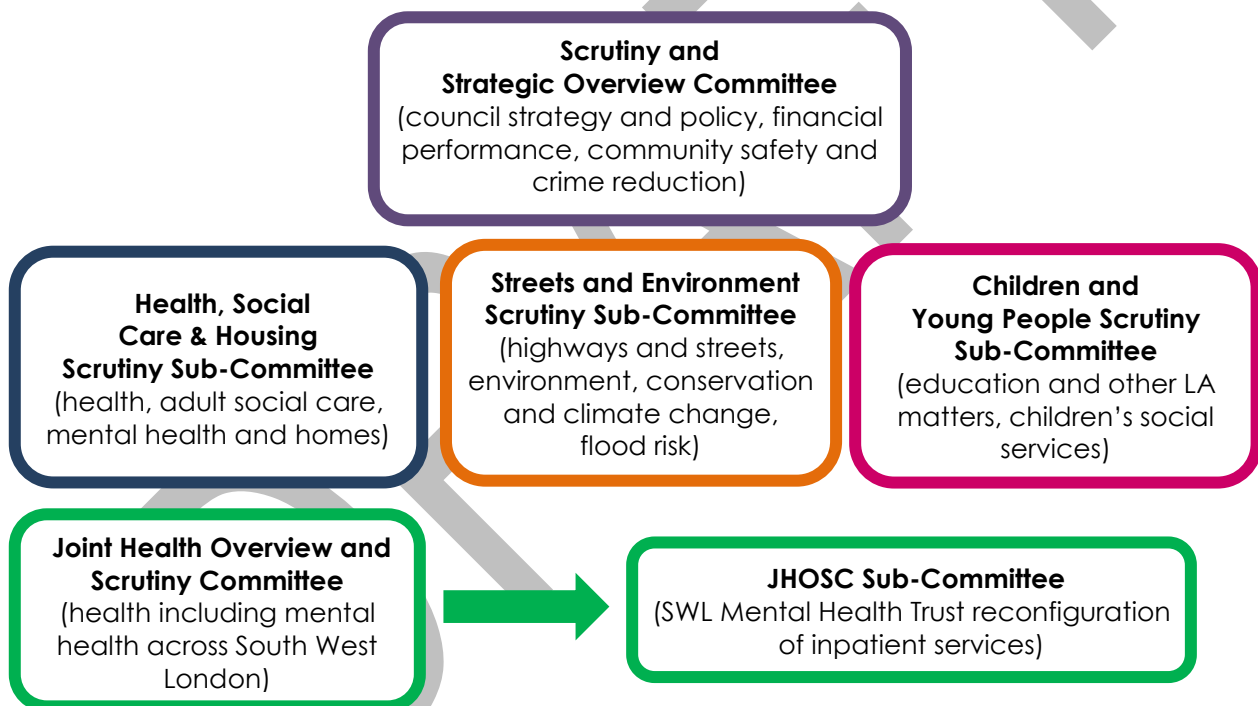 Scrutiny and
Strategic Overview Committee
(council strategy and policy, financial
performance, community safety and
crime reduction)
Health, Social
Care & Housing
Scrutiny Sub-Committee
(health, adult social care,
mental health and homes)
Streets and Environment
Scrutiny Sub-Committee
(highways and streets,
environment, conservation
and climate change,
flood risk)
Children and
Young People Scrutiny
Sub-Committee
(education and other LA
matters, children's social
services)
Joint Health Overview and
Scrutiny Committee
(health including mental
health across South West
London)
JHOSC Sub-Committee
(SWL Mental Health Trust reconfiguration
of inpatient services)